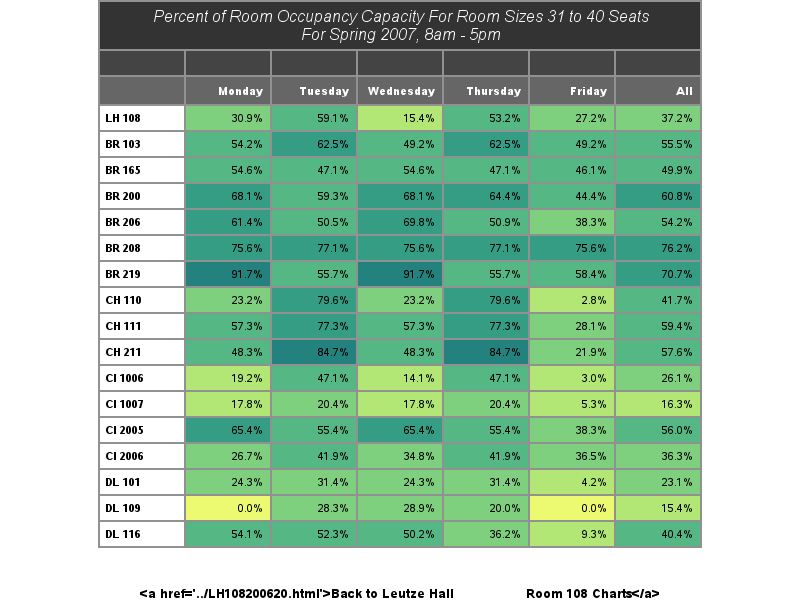 Percent of Room Occupancy Capacity For Room Sizes 31 to 40 Seats
For Spring 2007, 8am - 5pm
Monday Tuesday Wednesday Thursday Friday All
LH 108 30.9% 59.1% 15.4% 53.2% 27.2% 37.2%
BR 103 54.2% 62.5% 49.2% 62.5% 49.2% 55.5%
BR 165 54.6% 47.1% 54.6% 47.1% 46.1% 49.9%
BR 200 68.1% 59.3% 68.1% 64.4% 44.4% 60.8%
BR 206 61.4% 50.5% 69.8% 50.9% 38.3% 54.2%
BR 208 75.6% 77.1% 75.6% 77.1% 75.6% 76.2%
BR 219 91.7% 55.7% 91.7% 55.7% 58.4% 70.7%
CH 110 23.2% 79.6% 23.2% 79.6% 2.8% 41.7%
CH 111 57.3% 77.3% 57.3% 77.3% 28.1% 59.4%
CH 211 48.3% 84.7% 48.3% 84.7% 21.9% 57.6%
CI 1006 19.2% 47.1% 14.1% 47.1% 3.0% 26.1%
CI 1007 17.8% 20.4% 17.8% 20.4% 5.3% 16.3%
CI 2005 65.4% 55.4% 65.4% 55.4% 38.3% 56.0%
CI 2006 26.7% 41.9% 34.8% 41.9% 36.5% 36.3%
DL 101 24.3% 31.4% 24.3% 31.4% 4.2% 23.1%
DL 109 0.0% 28.3% 28.9% 20.0% 0.0% 15.4%
DL 116 54.1% 52.3% 50.2% 36.2% 9.3% 40.4%
<a href='../LH108200620.html'>Back to Leutze Hall Room 108 Charts</a>